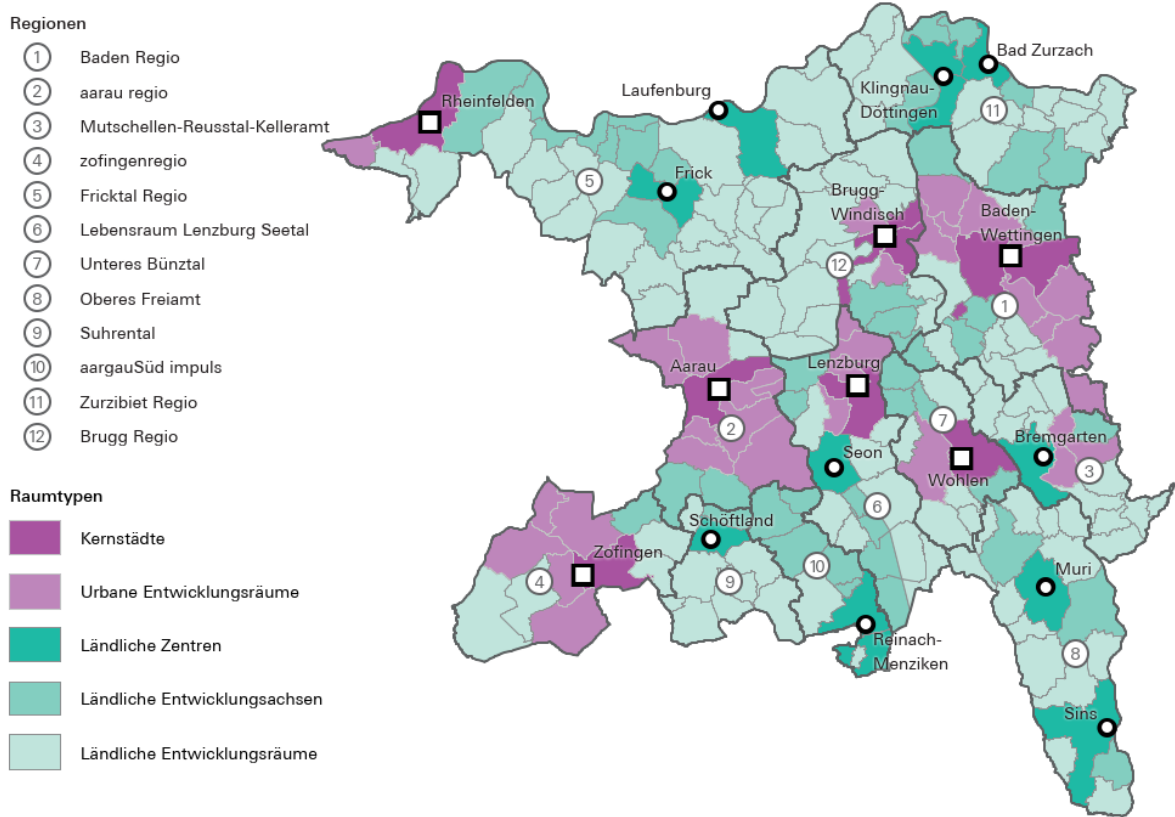 Regionen
1 Baden Regio
2 aarau regio
3 Mutschellen-Reusstal-Kelleramt
4 zofingenregio
5 Fricktal Regio
6 Lebensraum Lenzburg Seetal
7 Unteres Bünztal
8 Oberes Freiamt
9 Suhrental
10 aargauSüd impuls
11 Zurzibiet Regio
12 Brugg Regio
Raumtypen
Kernstädte
Urbane Entwicklungsräume
Ländliche Zentren
Ländliche Entwicklungsachsen
Ländliche Entwicklungsräume
Bad Zurzach
Laufenburg
Klingnau-
Döttingen
Rheinfelden
11
Frick
5
Brugg-
Windisch
Baden-
Wettingen
12
1
Aarau
Lenzburg
2
7
Bremgarten
Seon
Wohlen
3
6
Schöftland
Zofingen
10
Muri
4
9
Reinach-
Menziken
8
Sins